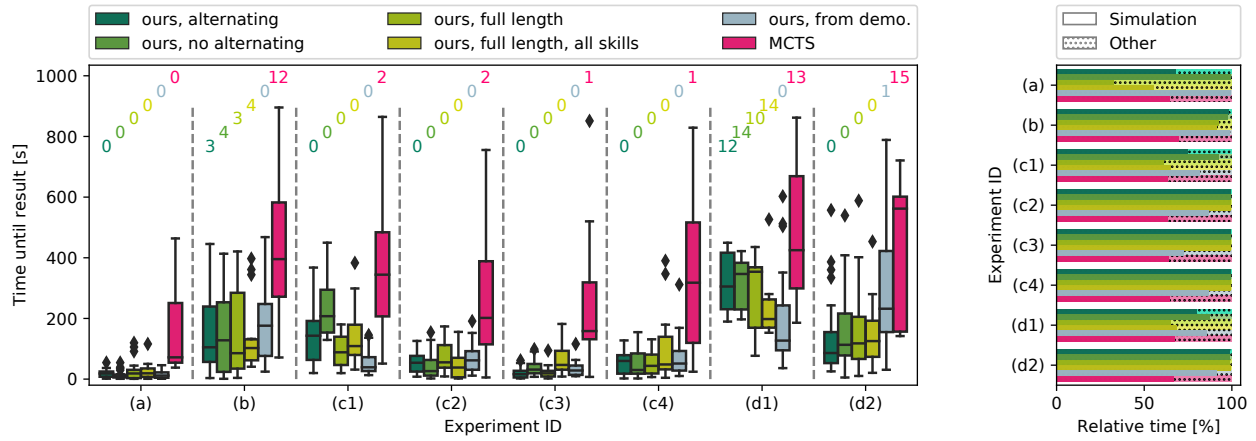 ours, alternating
ours, no alternating
ours, full length
ours, full length, all skills
ours, from demo.
MCTS
Time until result [s]
1000
800
600
400
200
0
0 12 2 2 1 1 13 15
0 0 0 0 0 0 0 1
0 4 0 0 0 0 14 0
0 3 0 0 0 0 10 0
0 4 0 0 0 0 14 0
0 3 0 0 0 0 12 0
(a) (b) (c1) (c2) (c3) (c4) (d1) (d2)
Experiment ID
Simulation
Other
Experiment ID
(a)
(b)
(c1)
(c2)
(c3)
(c4)
(d1)
(d2)
0 50 100
Relative time [%]